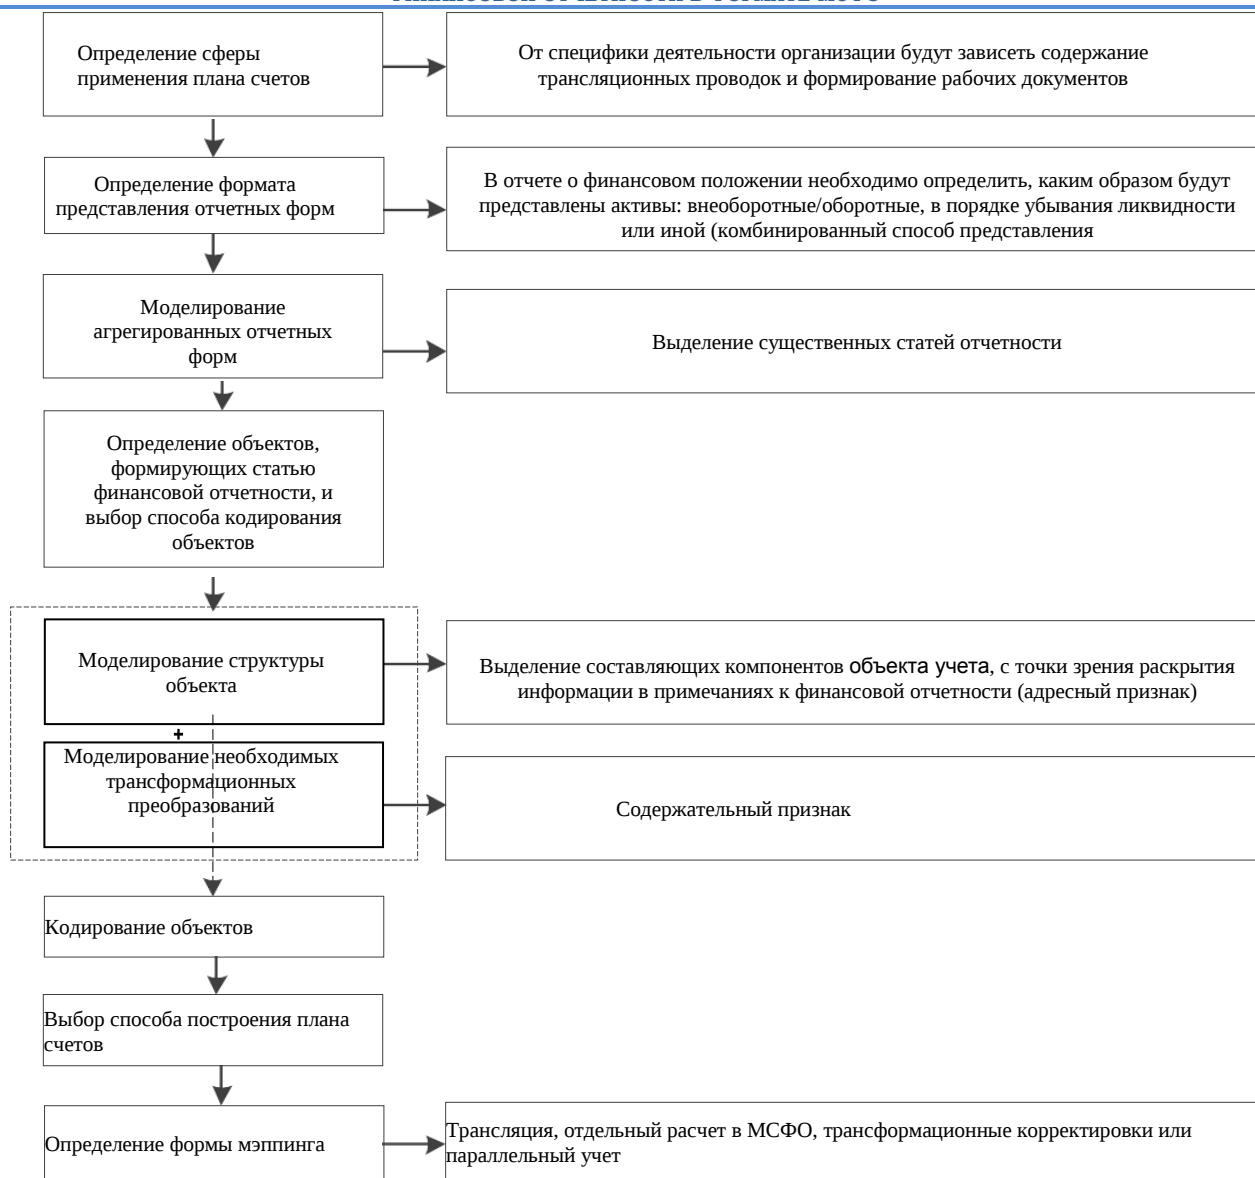 Определение сферы
применения плана счетов
От специфики деятельности организации будут зависеть содержание
трансляционных проводок и формирование рабочих документов
Определение формата
представления отчетных форм
В отчете о финансовом положении необходимо определить, каким образом будут
представлены активы: внеоборотные/оборотные, в порядке убывания ликвидности
или иной (комбинированный способ представления
Моделирование
агрегированных отчетных
форм
Выделение существенных статей отчетности
Определение объектов,
формирующих статью
финансовой отчетности, и
выбор способа кодирования
объектов
Моделирование структуры
объекта
Выделение составляющих компонентов объекта учета, с точки зрения раскрытия
информации в примечаниях к финансовой отчетности (адресный признак)
+
Моделирование необходимых
трансформационных
преобразований
Содержательный признак
Кодирование объектов
Выбор способа построения плана
счетов
Определение формы мэппинга
Трансляция, отдельный расчет в МСФО, трансформационные корректировки или
параллельный учет